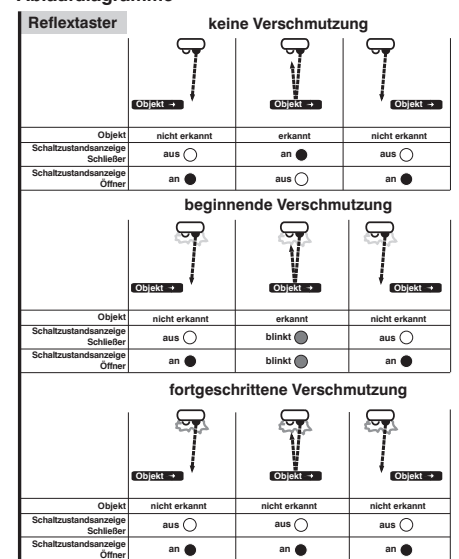 Reflextaster
keine Verschmutzung
Objekt → Objekt → Objekt →
Objekt nicht erkannt erkannt nicht erkannt
Schaltzustandsanzeige
Schließer aus an aus
Schaltzustandsanzeige
Öffner an aus an
beginnende Verschmutzung
Objekt → Objekt → Objekt →
Objekt nicht erkannt erkannt nicht erkannt
Schaltzustandsanzeige
Schließer aus blinkt aus
Schaltzustandsanzeige
Öffner an blinkt an
fortgeschrittene Verschmutzung
Objekt → Objekt → Objekt →
Objekt nicht erkannt nicht erkannt nicht erkannt
Schaltzustandsanzeige
Schließer aus aus aus
Schaltzustandsanzeige
Öffner an an an